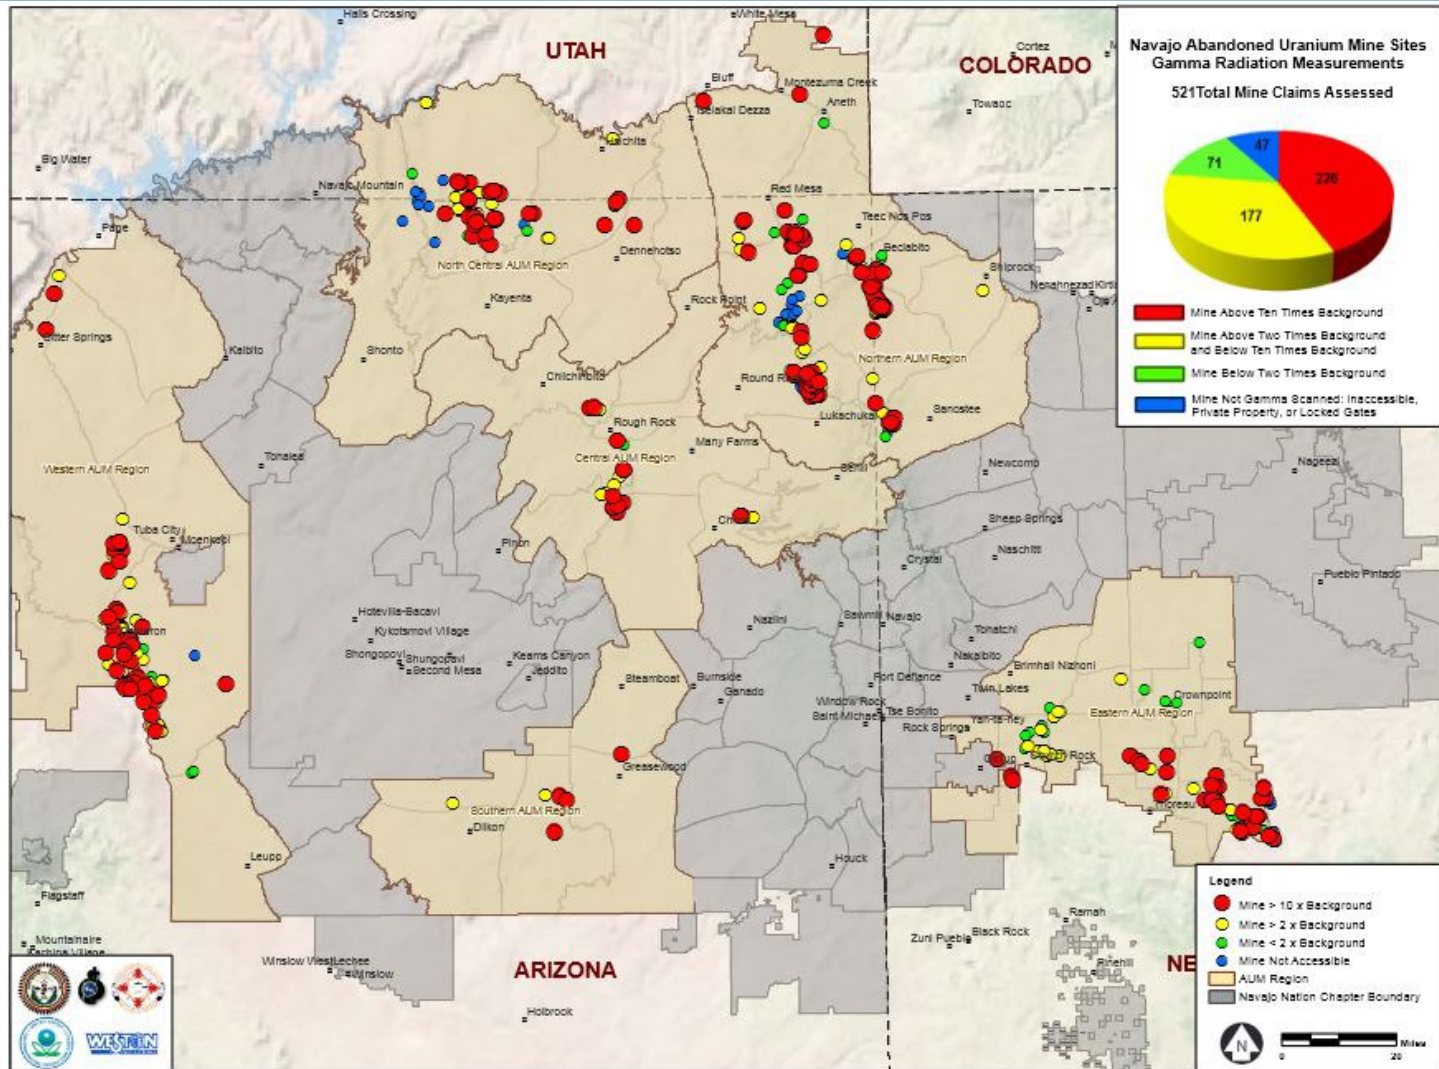 Halls Crossing
White Mesa
UTAH
COLORADO
Cortez
Towaoc
Bluff
Montezuma Creek
Aneth
Big Water
Navajo Mountain
Page
Red Mesa
Teec Nos Pos
Beclabito
Shiprock
Dennehotso
North Central AUM Region
Kayenta
Rock Point
Kaibito
Shonto
Northern AUM Region
Chilchinbito
Lukachukai
Sanostee
Rough Rock
Many Farms
Central AUM Region
Western AUM Region
Tonalea
Newcomb
Nageezi
Tuba City
Moenkopi
Pinon
Sheep Springs
Naschitti
Crystal
Pueblo Pintado
Hotevilla-Bacavi
Kykotsmovi Village
Shongopovi
Shungopavi
Second Mesa
Keams Canyon
Jeddito
Nazlini
Sawmill
Navajo
Tohatchi
Nakaibito
Brimhall Nizhoni
Steamboat
Burnside
Ganado
Fort Defiance
Twin Lakes
Window Rock
Saint Michaels
Tse Bonito
Rock Springs
Yah-ta-hey
Crownpoint
Eastern AUM Region
Greasewood
Southern AUM Region
Dilkon
Leupp
Houck
Flagstaff
Mountainaire
Kachina Village
Winslow West
Winslow
ARIZONA
Holbrook
Zuni Pueblo
Black Rock
Ramah
NE
Navajo Abandoned Uranium Mine Sites
Gamma Radiation Measurements
521Total Mine Claims Assessed
47
71
226
177
Mine Above Ten Times Background
Mine Above Two Times Background
and Below Ten Times Background
Mine Below Two Times Background
Mine Not Gamma Scanned: Inaccessible,
Private Property, or Locked Gates
Legend
Mine > 10 x Background
Mine > 2 x Background
Mine < 2 x Background
Mine Not Accessible
AUM Region
Navajo Nation Chapter Boundary
N
Miles
0 20
WESTON